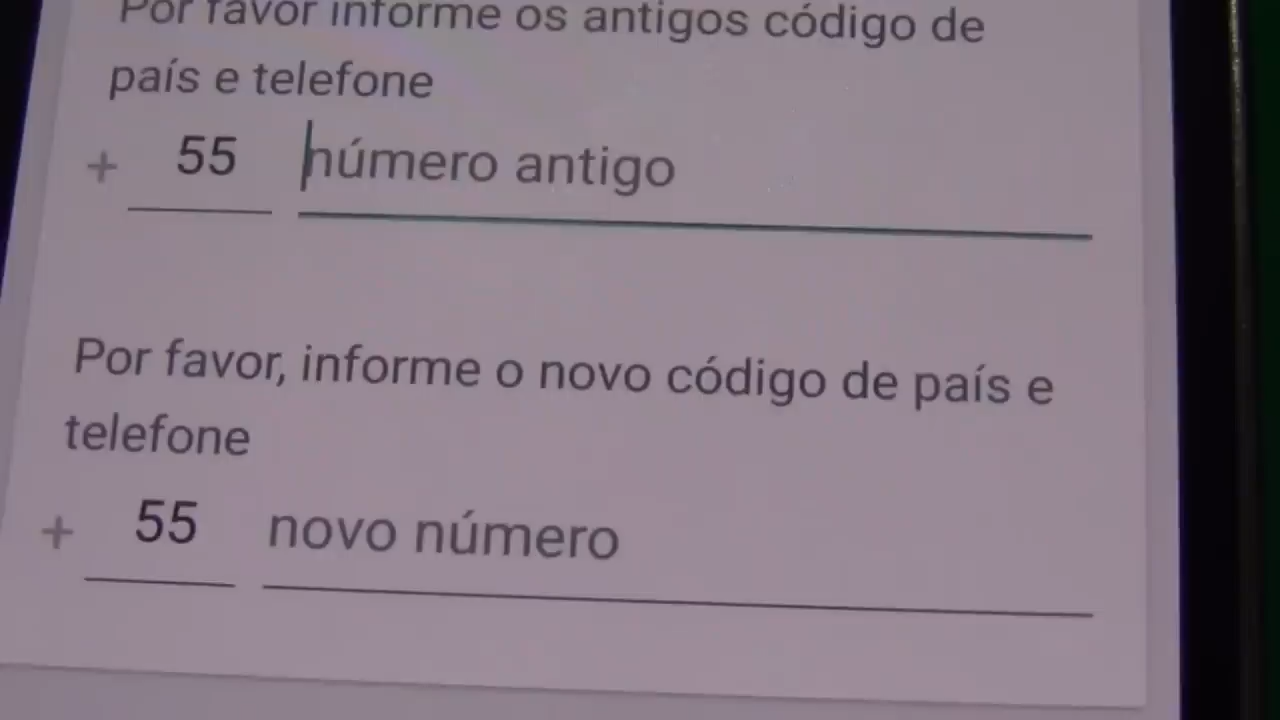 Por favor informe os antigos código de
país e telefone
+ 55 número antigo
Por favor, informe o novo código de país e
telefone
+ 55 novo número